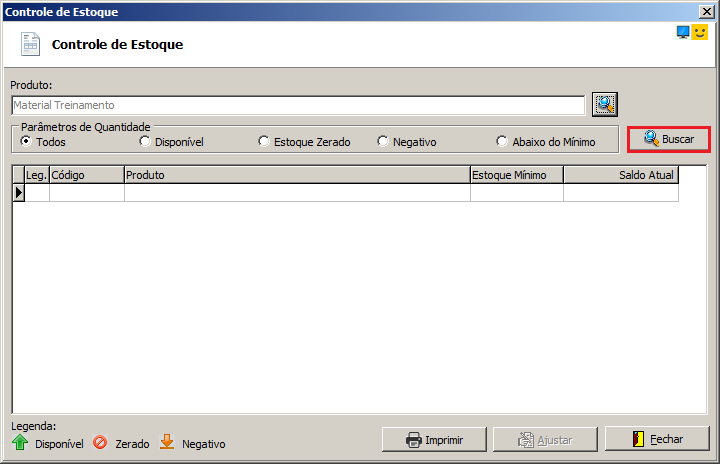 Controle de Estoque
Controle de Estoque
Produto:
Material Treinamento
Parâmetros de Quantidade
Todos Disponível Estoque Zerado Negativo Abaixo do Mínimo Buscar
Leg. Código Produto Estoque Mínimo Saldo Atual
Legenda:
Disponível Zerado Negativo Imprimir Ajustar Fechar